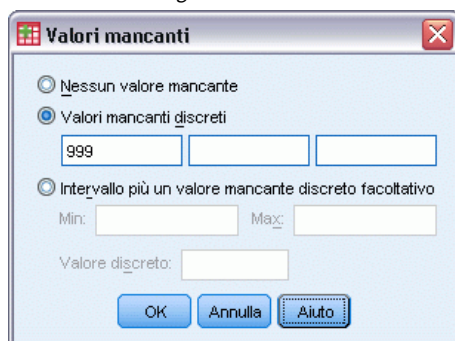 Valori mancanti
Nessun valore mancante
Valori mancanti discreti
999
Intervallo più un valore mancante discreto facoltativo
Min: Max:
Valore discreto:
OK Annulla Aiuto